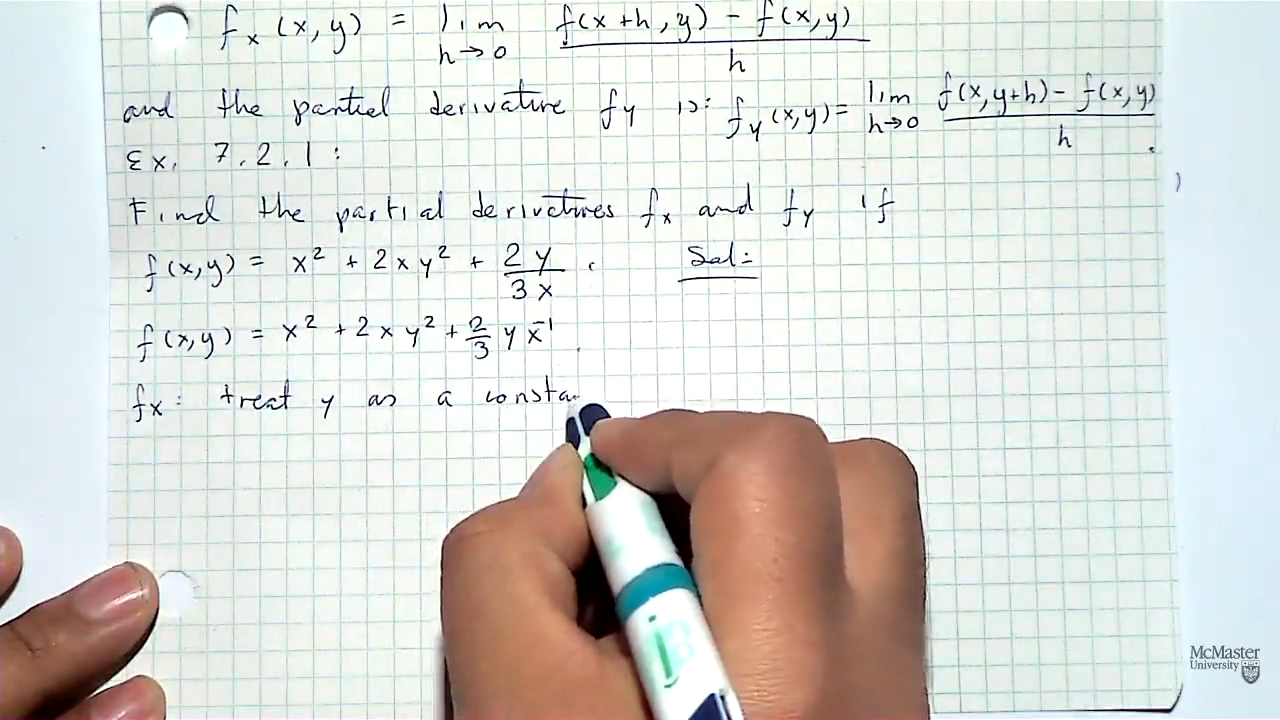 fx (x,y) = lim h→0 f(x+h,y) - f(x,y) / h
and the partial derivative fy is: fy (x,y) = lim h→0 f(x,y+h) - f(x,y) / h .
Ex. 7.2.1:
Find the partial derivatives fx and fy if
f(x,y) = x² + 2xy² + 2y / 3x . Sol:
f(x,y) = x² + 2xy² + 2/3 y x⁻¹
fx: treat y as a consta
McMaster
University